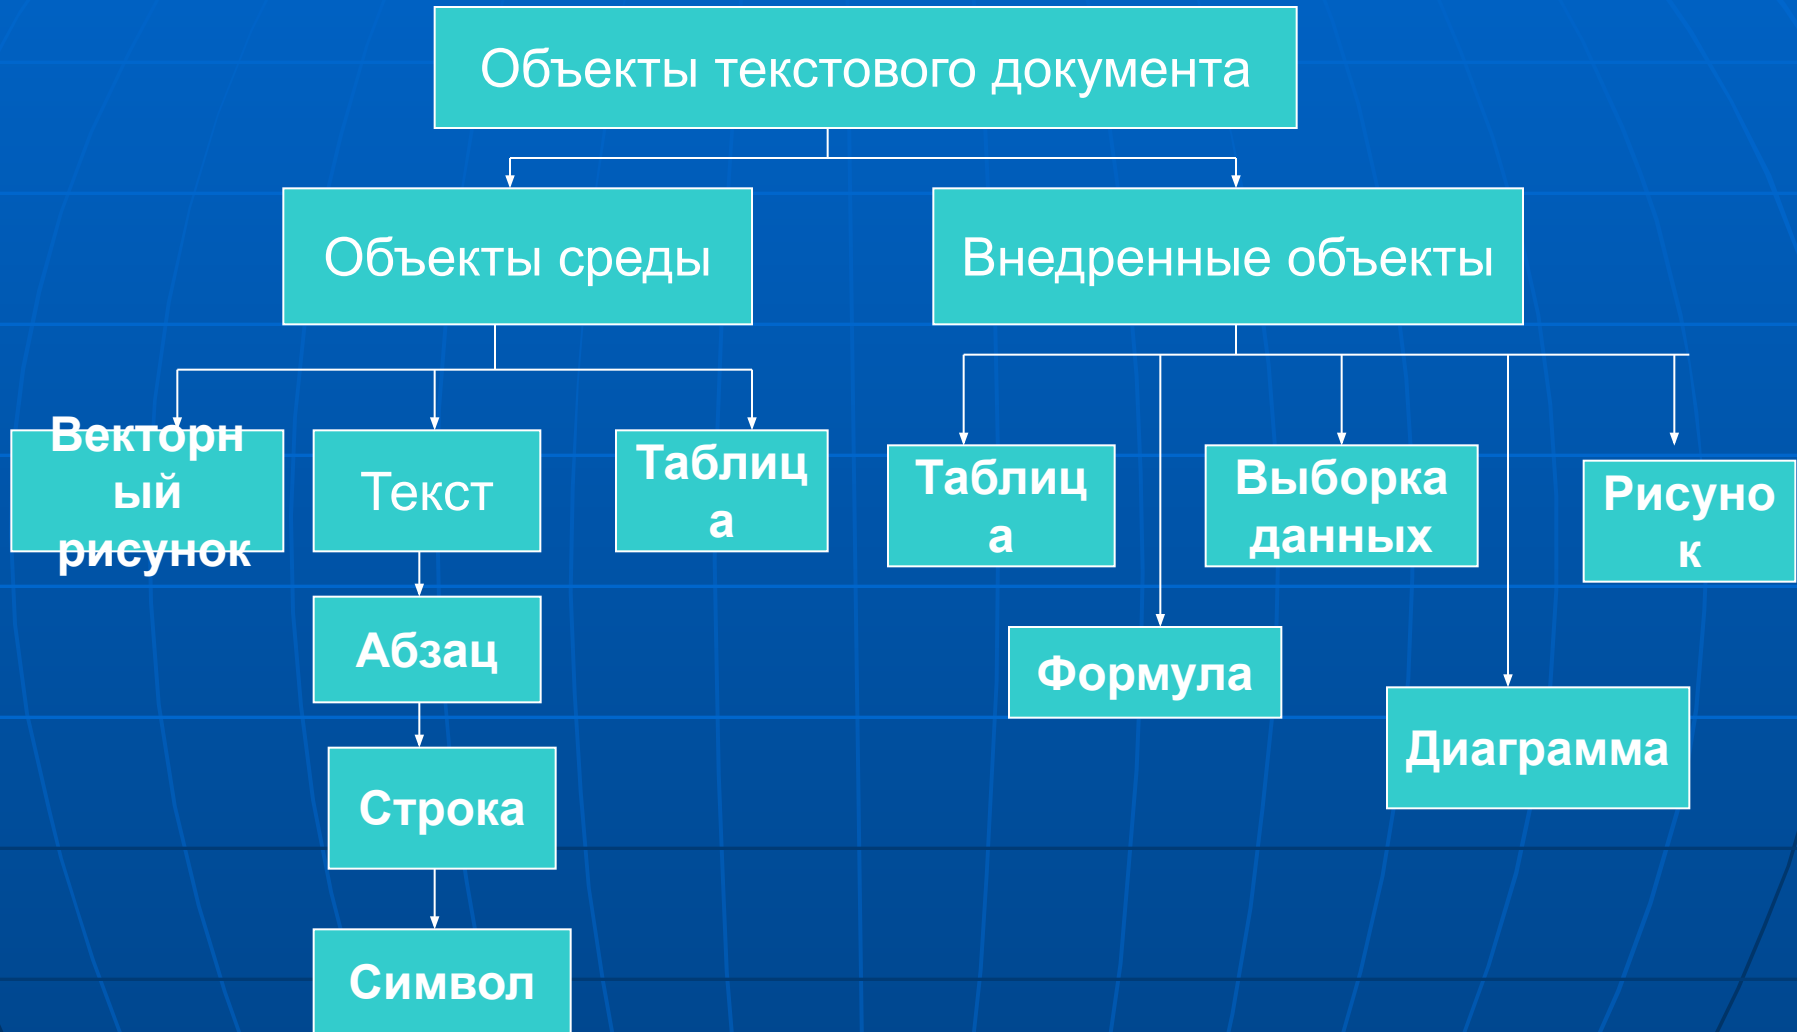 Объекты текстового документа
Объекты среды
Внедренные объекты
Векторн
ый
рисунок
Текст
Таблиц
а
Таблиц
а
Выборка
данных
Рисуно
к
Абзац
Формула
Диаграмма
Строка
Символ